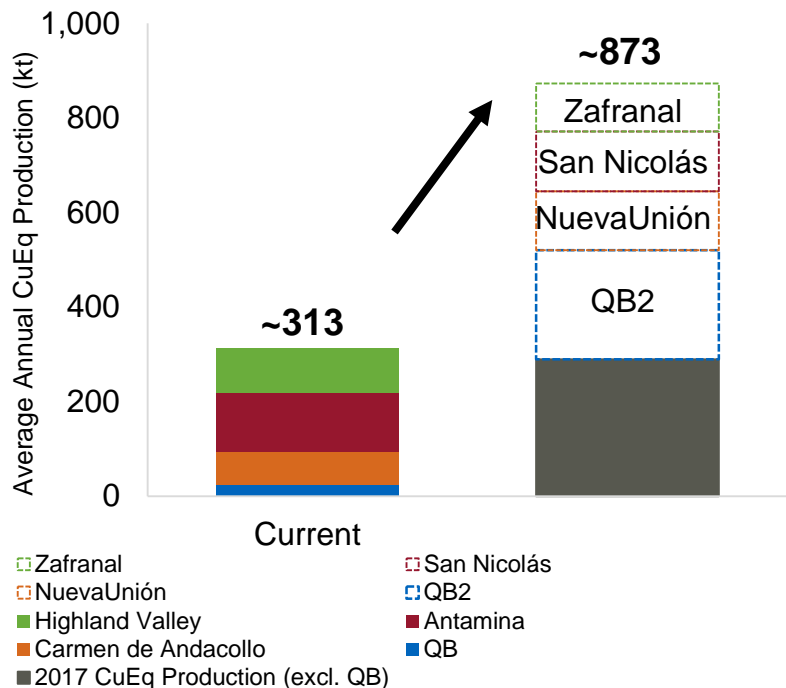 Average Annual CuEq Production (kt)
1,000
800
600
400
200
0
~313
~873
Zafranal
San Nicolás
NuevaUnión
QB2
Current
Zafranal
San Nicolás
NuevaUnión
QB2
Highland Valley
Antamina
Carmen de Andacollo
QB
2017 CuEq Production (excl. QB)